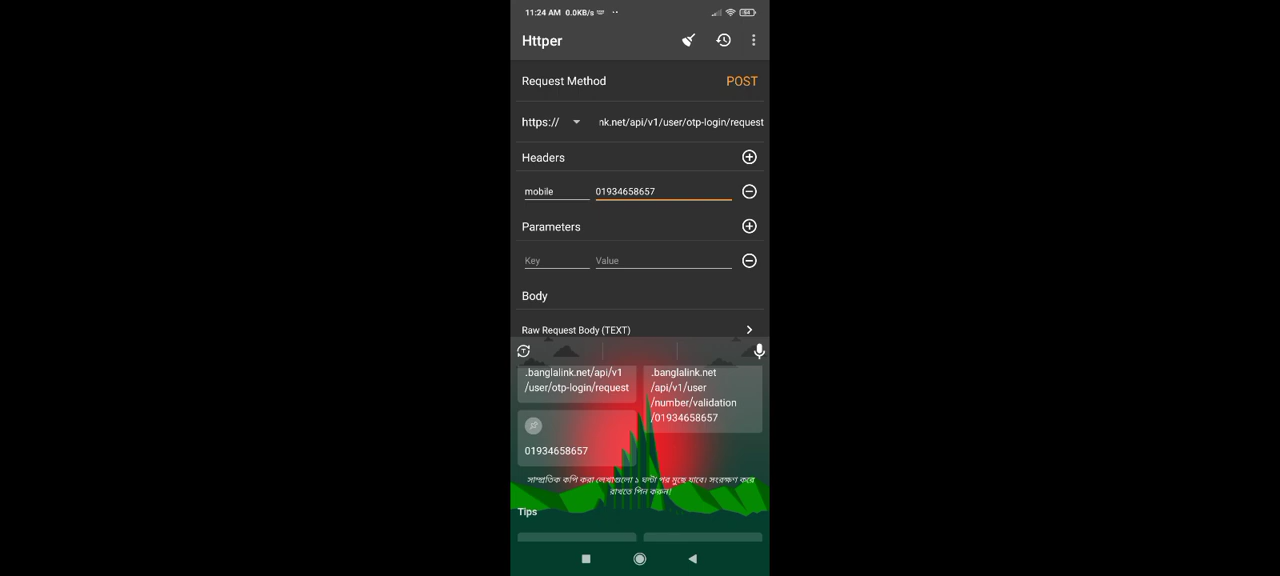 11:24 AM 0.0KB/s
54
Httper
Request Method POST
https:// nk.net/api/v1/user/otp-login/request
Headers
mobile 01934658657
Parameters
Key Value
Body
Raw Request Body (TEXT)
.banglalink.net/api/v1
/user/otp-login/request
.banglalink.net
/api/v1/user
/number/validation
/01934658657
01934658657
সাম্প্রতিক কপি করা লেখাগুলো ১ ঘন্টা পর মুছে যাবে। সংরক্ষণ করে
রাখতে পিন করুন!
Tips